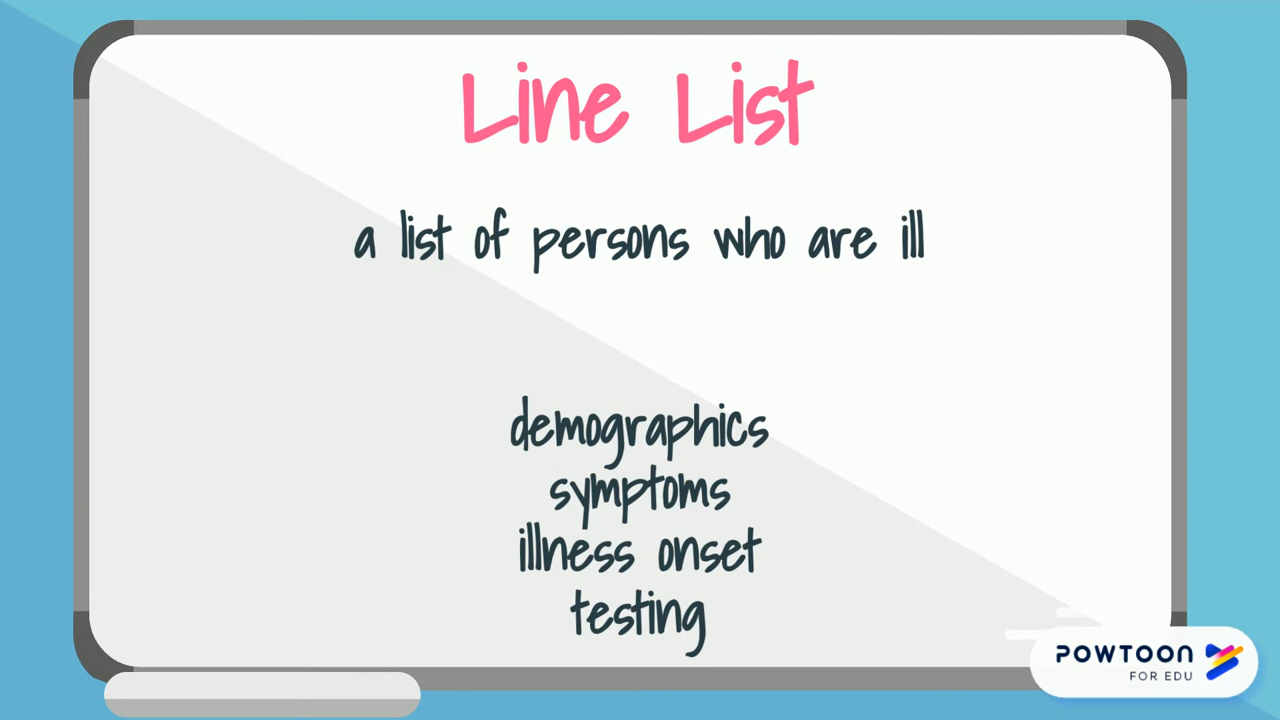 Line List
a list of persons who are ill
demographics
symptoms
illness onset
testing
POWTOON
FOR EDU